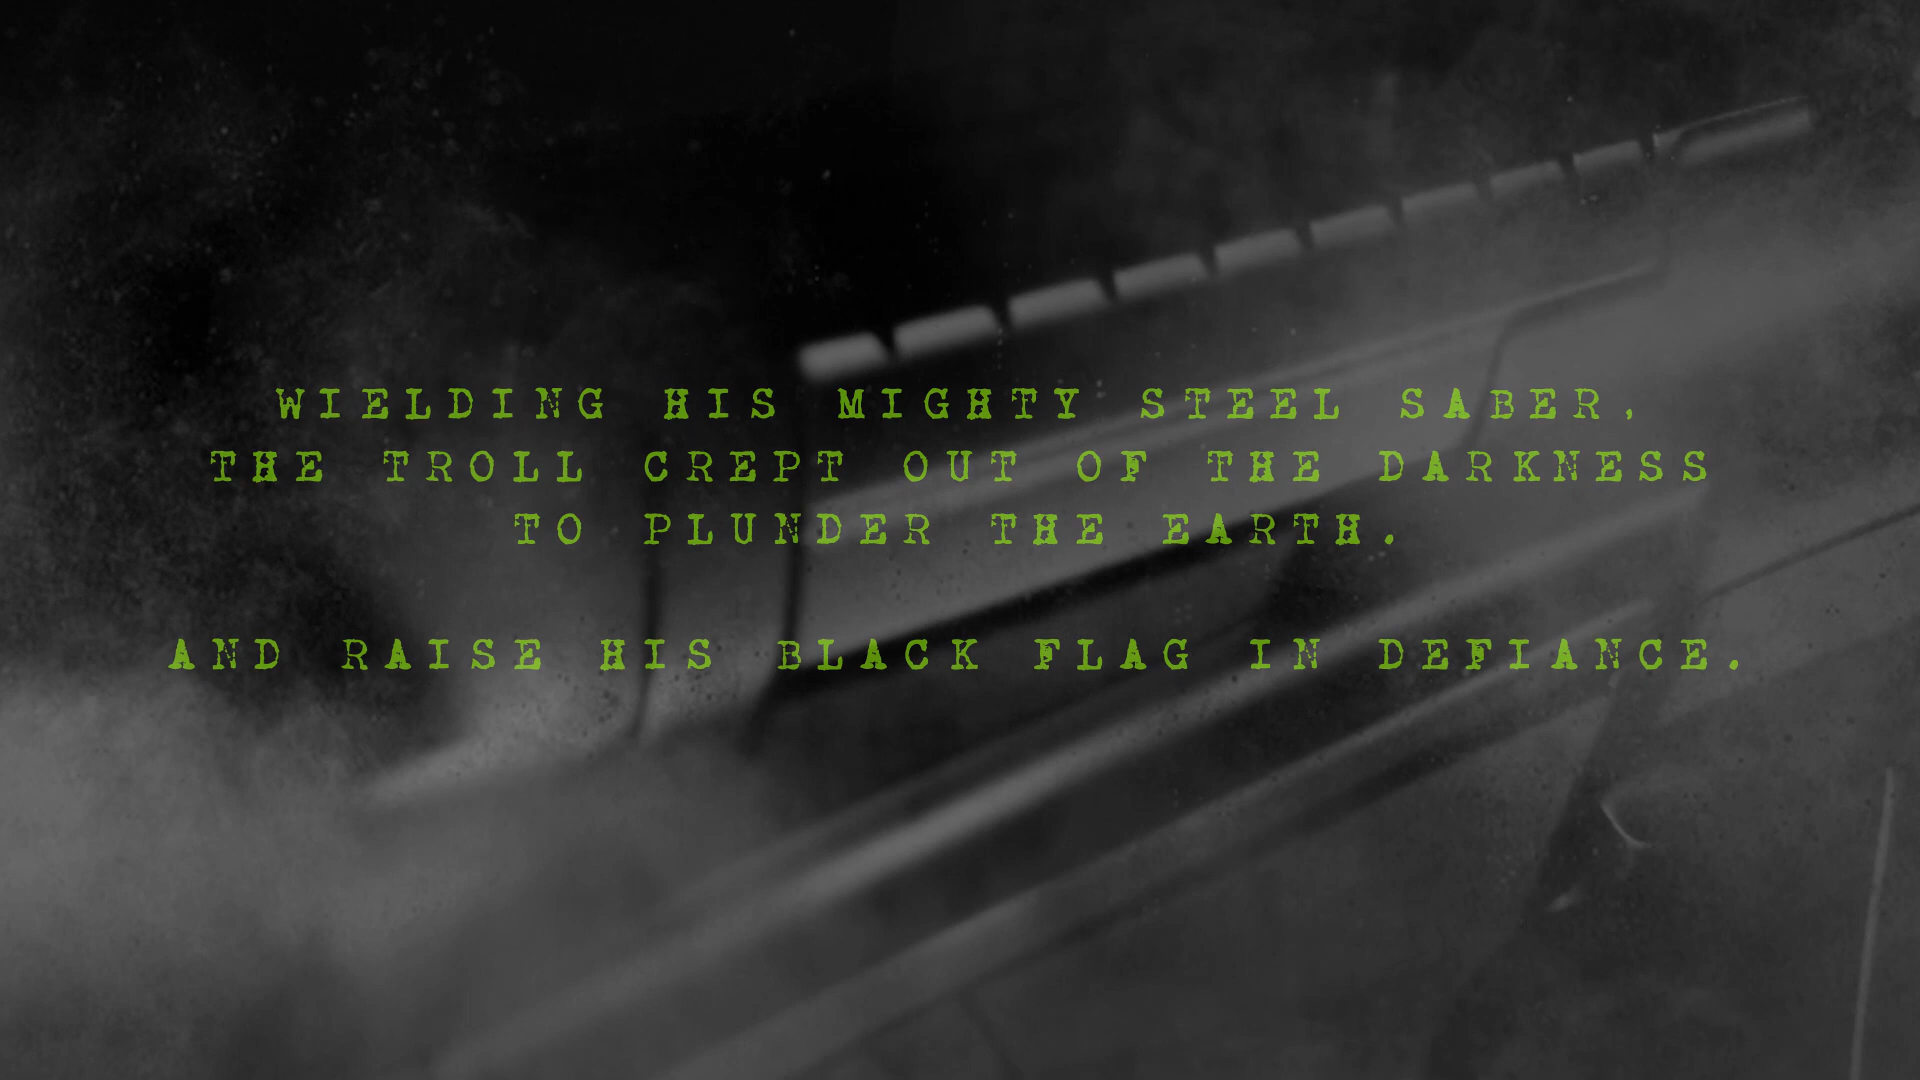 WIELDING HIS MIGHTY STEEL SABER,
THE TROLL CREPT OUT OF THE DARKNESS
TO PLUNDER THE EARTH.
AND RAISE HIS BLACK FLAG IN DEFIANCE.